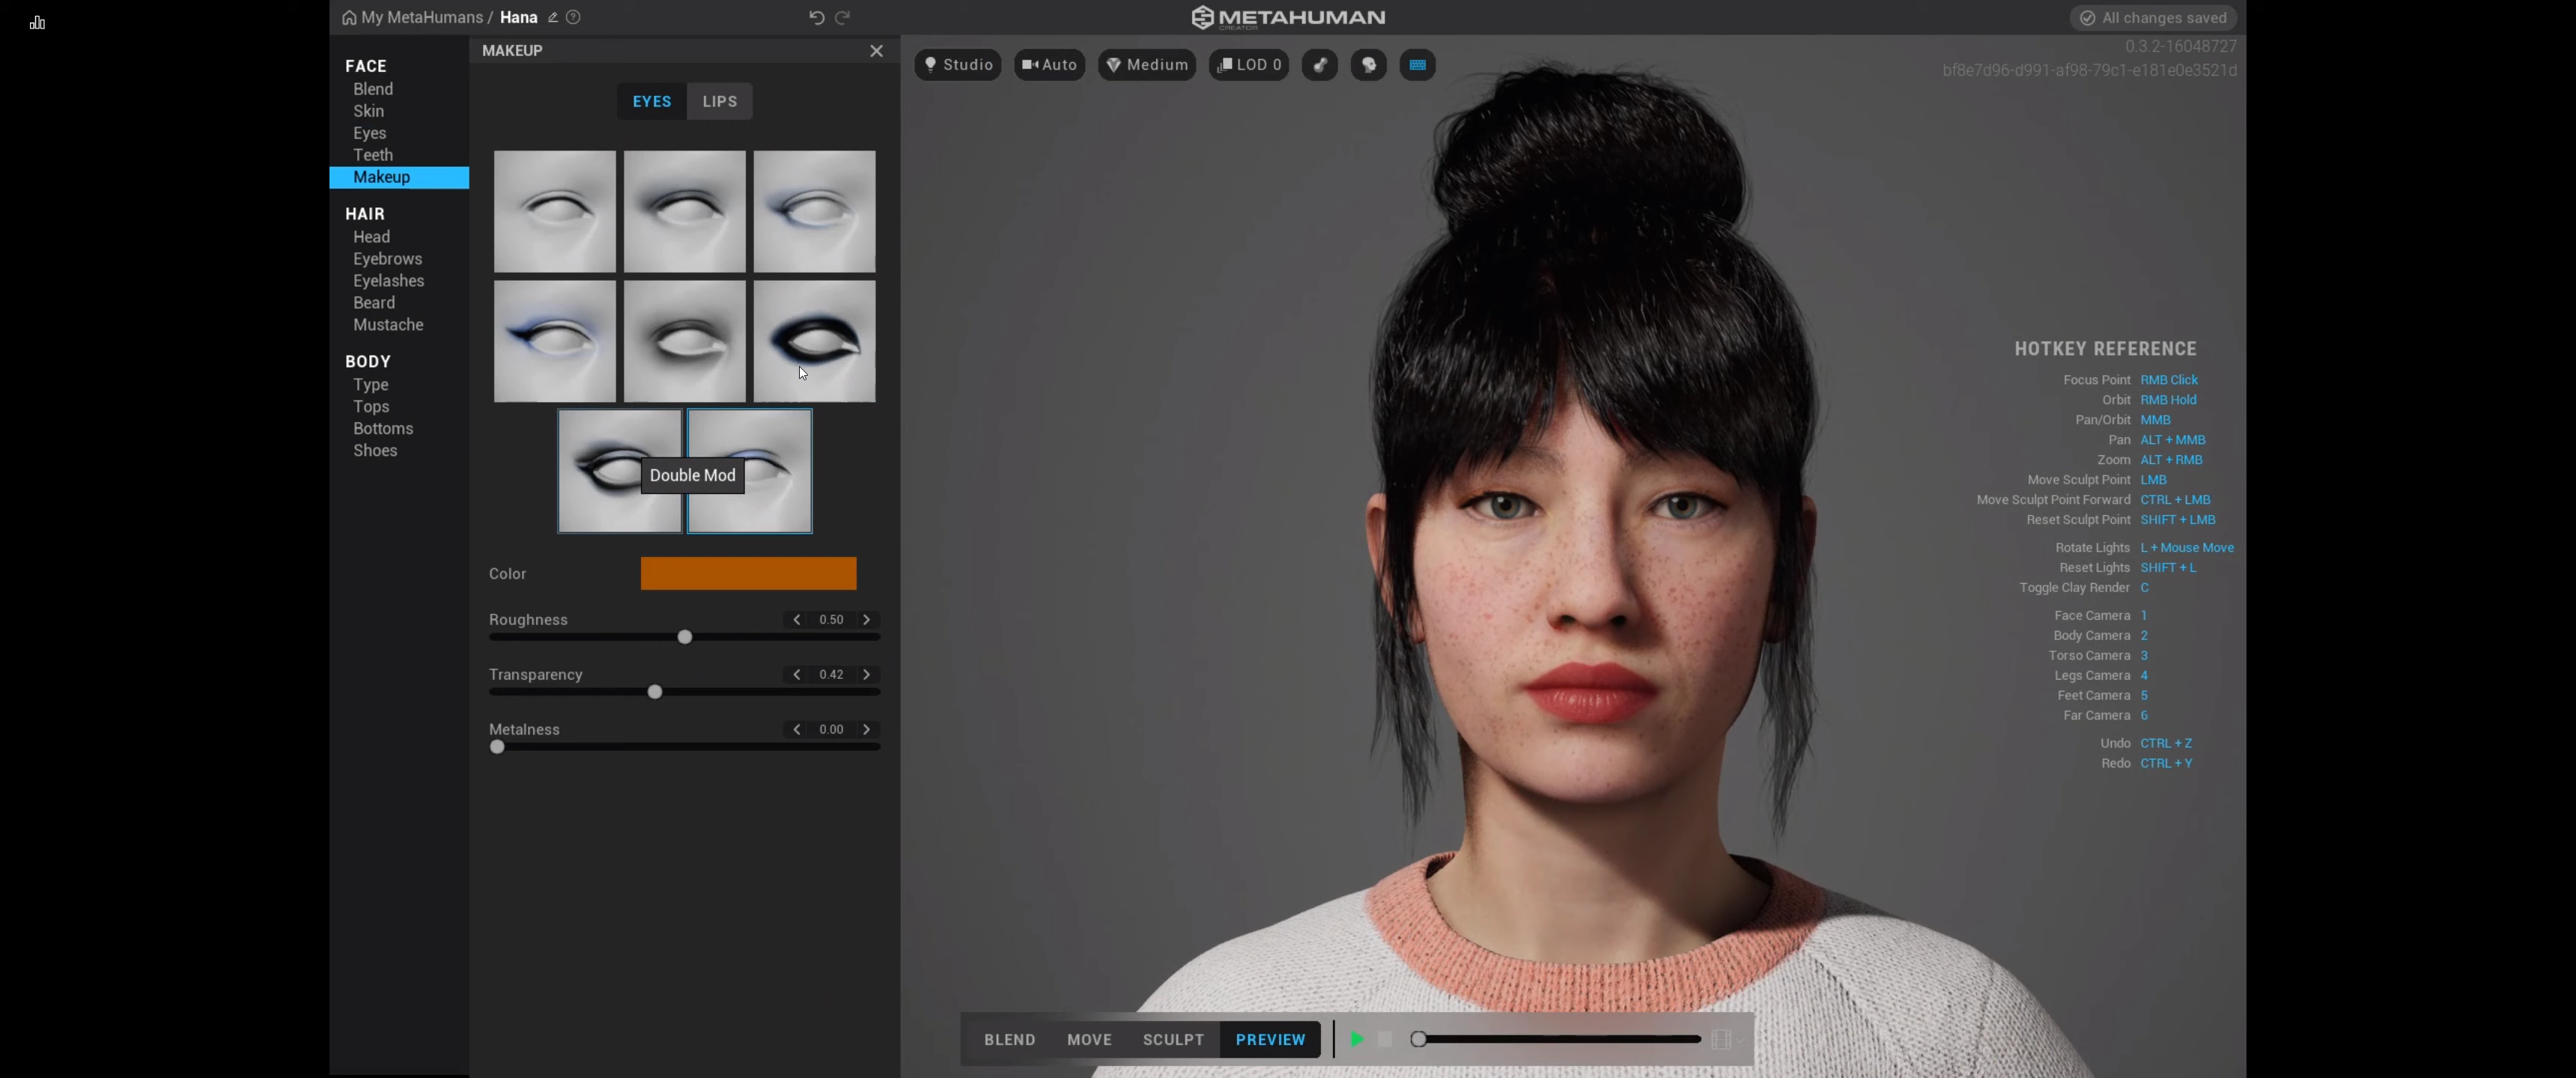 My MetaHumans / Hana
METAHUMAN
CREATOR
All changes saved
0.3.2-16048727
bf8e7d96-d991-af98-79c1-e181e0e3521d
FACE
Blend
Skin
Eyes
Teeth
Makeup
HAIR
Head
Eyebrows
Eyelashes
Beard
Mustache
BODY
Type
Tops
Bottoms
Shoes
MAKEUP
EYES LIPS
Double Mod
Color
Roughness 0.50
Transparency 0.42
Metalness 0.00
Studio Auto Medium LOD 0
HOTKEY REFERENCE
Focus Point RMB Click
Orbit RMB Hold
Pan/Orbit MMB
Pan ALT + MMB
Zoom ALT + RMB
Move Sculpt Point LMB
Move Sculpt Point Forward CTRL + LMB
Reset Sculpt Point SHIFT + LMB
Rotate Lights L + Mouse Move
Reset Lights SHIFT + L
Toggle Clay Render C
Face Camera 1
Body Camera 2
Torso Camera 3
Legs Camera 4
Feet Camera 5
Far Camera 6
Undo CTRL + Z
Redo CTRL + Y
BLEND MOVE SCULPT PREVIEW